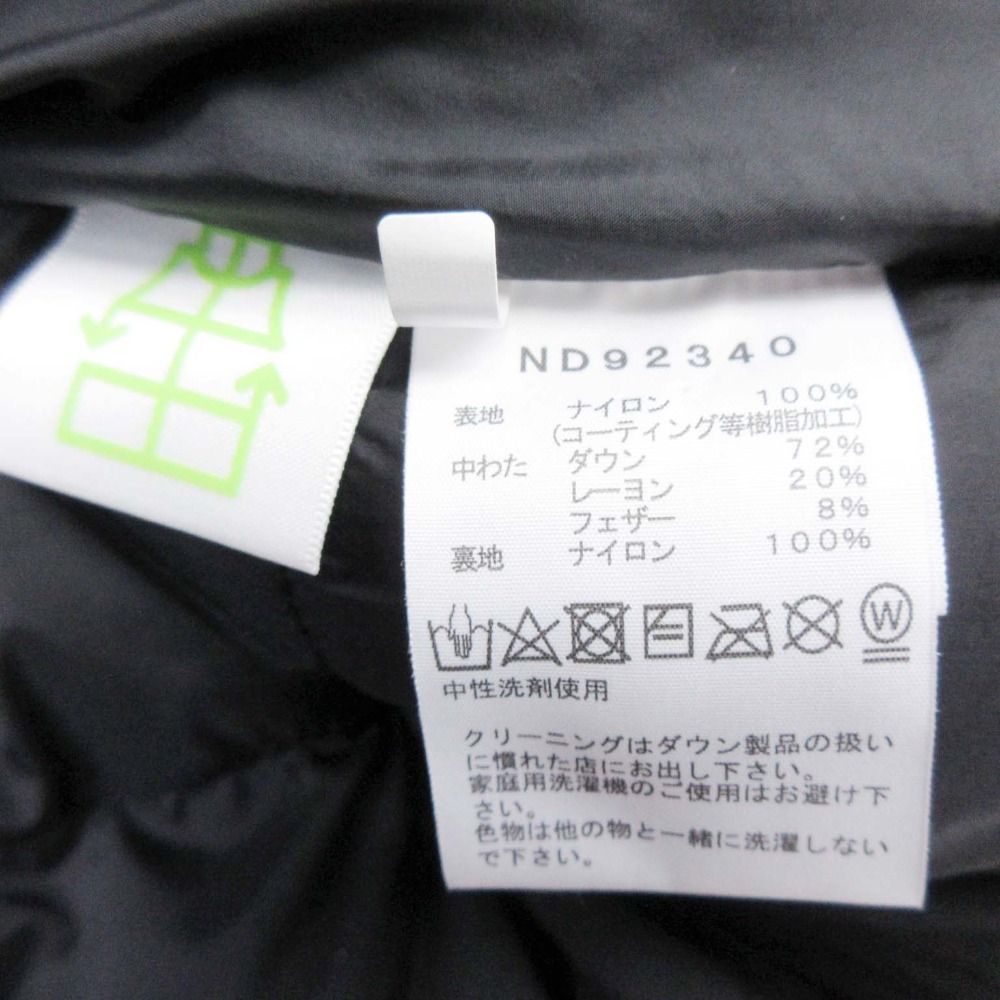 ND92340
表地 ナイロン 100%
(コーティング等樹脂加工)
中わた ダウン 72%
レーヨン 20%
フェザー 8%
裏地 ナイロン 100%
W
中性洗剤使用
クリーニングはダウン製品の扱い
に慣れた店にお出し下さい。
家庭用洗濯機のご使用はお避け下
さい。
色物は他の物と一緒に洗濯しない
で下さい。